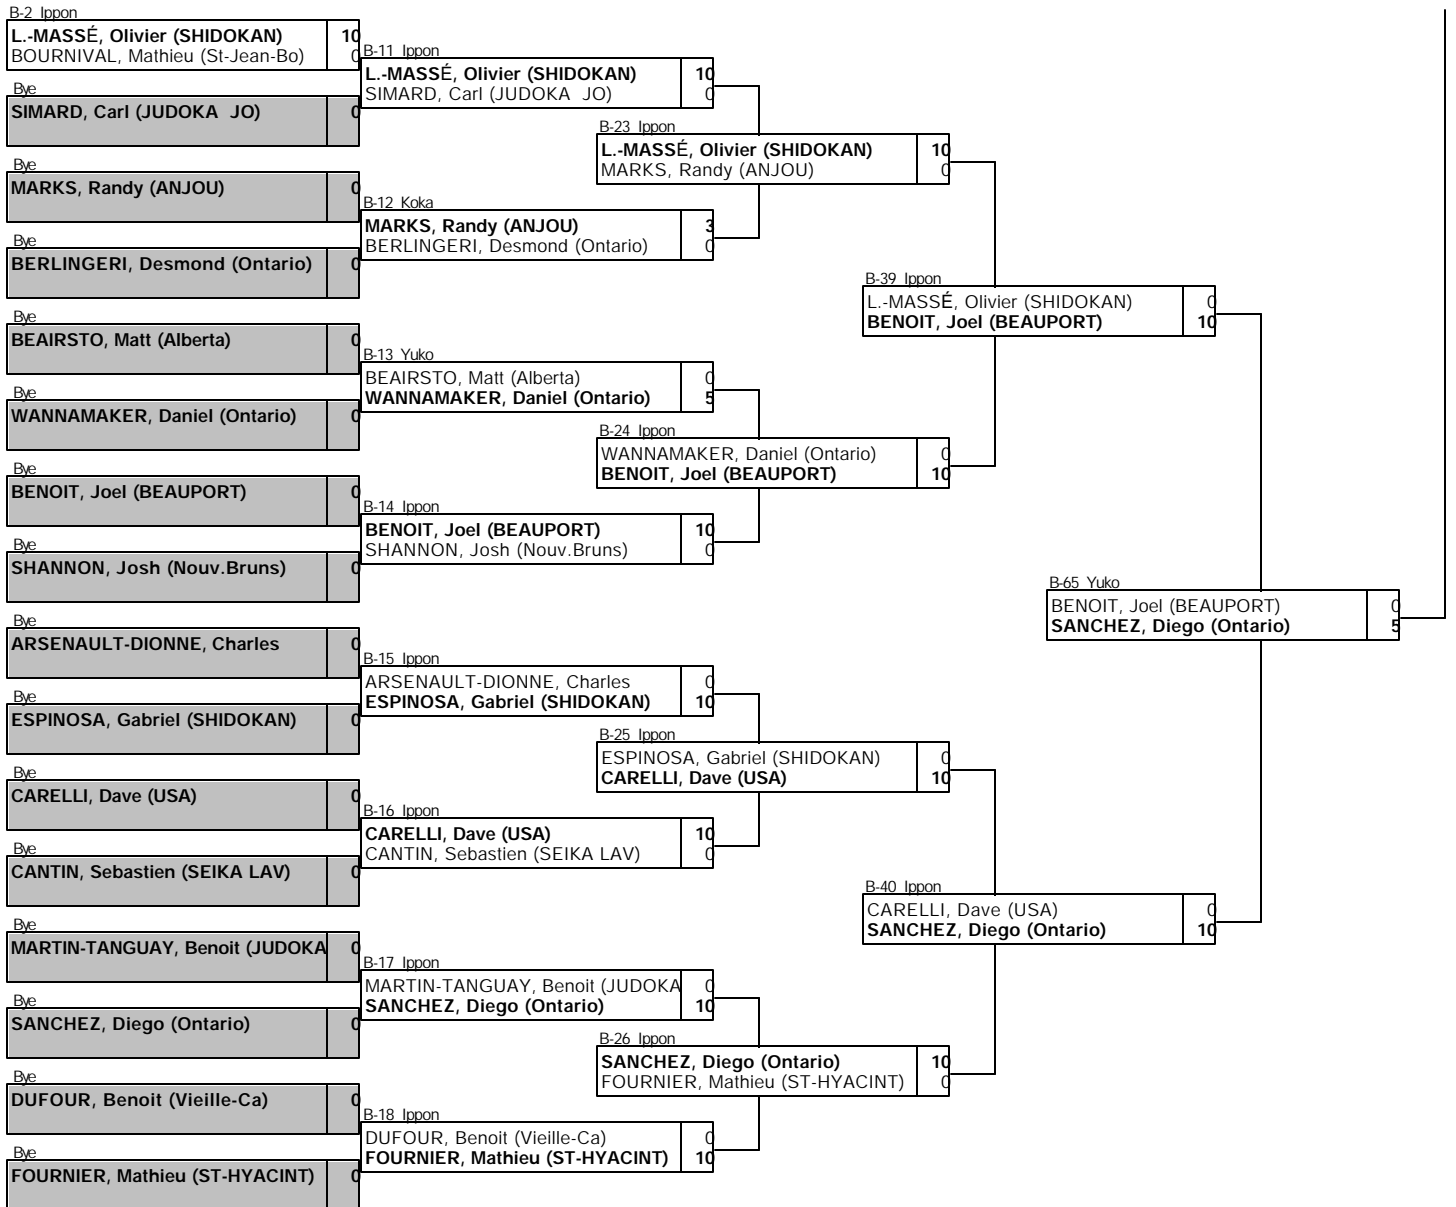 B-2 Ippon
L.-MASSÉ, Olivier (SHIDOKAN) 10
BOURNIVAL, Mathieu (St-Jean-Bo) 0
Bye
SIMARD, Carl (JUDOKA JO) 0
Bye
MARKS, Randy (ANJOU) 0
Bye
BERLINGERI, Desmond (Ontario) 0
Bye
BEAIRSTO, Matt (Alberta) 0
Bye
WANNAMAKER, Daniel (Ontario) 0
Bye
BENOIT, Joel (BEAUPORT) 0
Bye
SHANNON, Josh (Nouv.Bruns) 0
Bye
ARSENAULT-DIONNE, Charles 0
Bye
ESPINOSA, Gabriel (SHIDOKAN) 0
Bye
CARELLI, Dave (USA) 0
Bye
CANTIN, Sebastien (SEIKA LAV) 0
Bye
MARTIN-TANGUAY, Benoit (JUDOKA 0
Bye
SANCHEZ, Diego (Ontario) 0
Bye
DUFOUR, Benoit (Vieille-Ca) 0
Bye
FOURNIER, Mathieu (ST-HYACINT) 0
B-11 Ippon
L.-MASSÉ, Olivier (SHIDOKAN) 10
SIMARD, Carl (JUDOKA JO) 0
B-12 Koka
MARKS, Randy (ANJOU) 3
BERLINGERI, Desmond (Ontario) 0
B-13 Yuko
BEAIRSTO, Matt (Alberta) 0
WANNAMAKER, Daniel (Ontario) 5
B-14 Ippon
BENOIT, Joel (BEAUPORT) 10
SHANNON, Josh (Nouv.Bruns) 0
B-15 Ippon
ARSENAULT-DIONNE, Charles 0
ESPINOSA, Gabriel (SHIDOKAN) 10
B-16 Ippon
CARELLI, Dave (USA) 10
CANTIN, Sebastien (SEIKA LAV) 0
B-17 Ippon
MARTIN-TANGUAY, Benoit (JUDOKA 0
SANCHEZ, Diego (Ontario) 10
B-18 Ippon
DUFOUR, Benoit (Vieille-Ca) 0
FOURNIER, Mathieu (ST-HYACINT) 10
B-23 Ippon
L.-MASSÉ, Olivier (SHIDOKAN) 10
MARKS, Randy (ANJOU) 0
B-24 Ippon
WANNAMAKER, Daniel (Ontario) 0
BENOIT, Joel (BEAUPORT) 10
B-25 Ippon
ESPINOSA, Gabriel (SHIDOKAN) 0
CARELLI, Dave (USA) 10
B-26 Ippon
SANCHEZ, Diego (Ontario) 10
FOURNIER, Mathieu (ST-HYACINT) 0
B-39 Ippon
L.-MASSÉ, Olivier (SHIDOKAN) 0
BENOIT, Joel (BEAUPORT) 10
B-40 Ippon
CARELLI, Dave (USA) 0
SANCHEZ, Diego (Ontario) 10
B-65 Yuko
BENOIT, Joel (BEAUPORT) 0
SANCHEZ, Diego (Ontario) 5